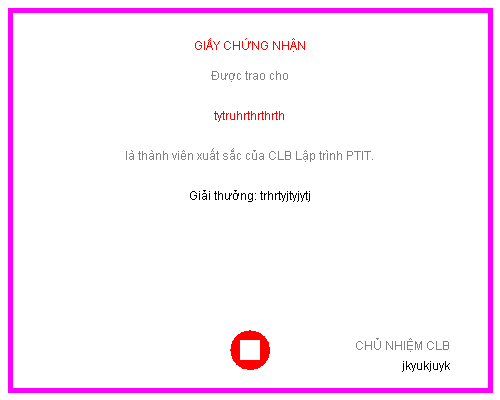 GIẤY CHỨNG NHẬN
Được trao cho
tytruhrthrthrth
là thành viên xuất sắc của CLB Lập trình PTIT.
Giải thưởng: trhrtyjtyjytj
CHỦ NHIỆM CLB
jkyukjuyk